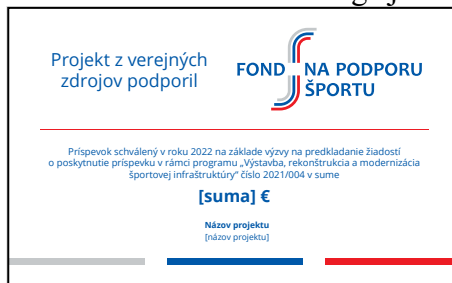 Projekt z verejných
zdrojov podporil
FOND NA PODPORU
ŠPORTU
Príspevok schválený v roku 2022 na základe výzvy na predkladanie žiadostí
o poskytnutie príspevku v rámci programu „Výstavba, rekonštrukcia a modernizácia
športovej infraštruktúry“ číslo 2021/004 v sume
[suma] €
Názov projektu
[názov projektu]